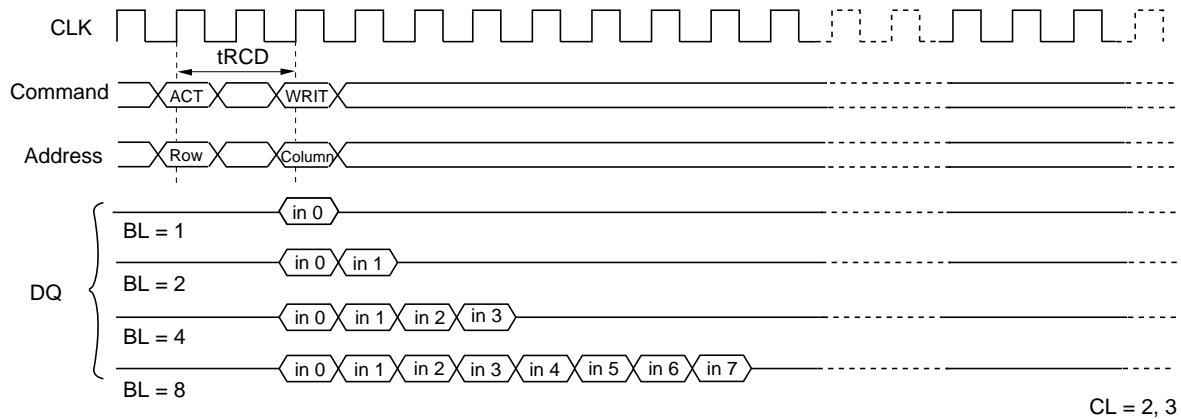 CLK
tRCD
Command ACT WRIT
Address Row Column
in 0
BL = 1
in 0 in 1
BL = 2
DQ
in 0 in 1 in 2 in 3
BL = 4
in 0 in 1 in 2 in 3 in 4 in 5 in 6 in 7
BL = 8
CL = 2, 3